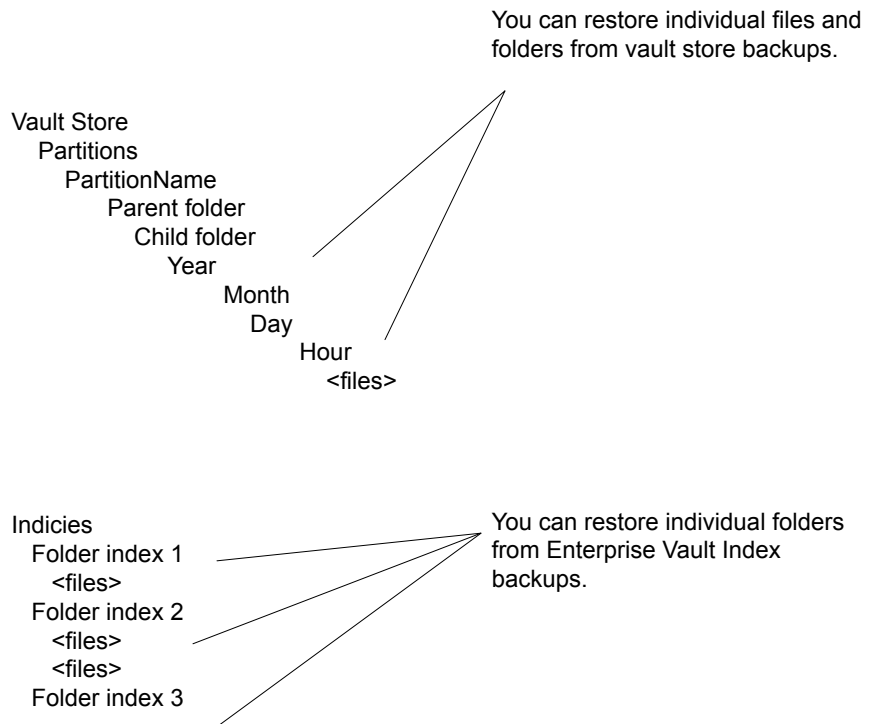 You can restore individual files and
folders from vault store backups.
Vault Store
Partitions
PartitionName
Parent folder
Child folder
Year
Month
Day
Hour
<files>
Indicies
Folder index 1
<files>
Folder index 2
<files>
<files>
Folder index 3
You can restore individual folders
from Enterprise Vault Index
backups.